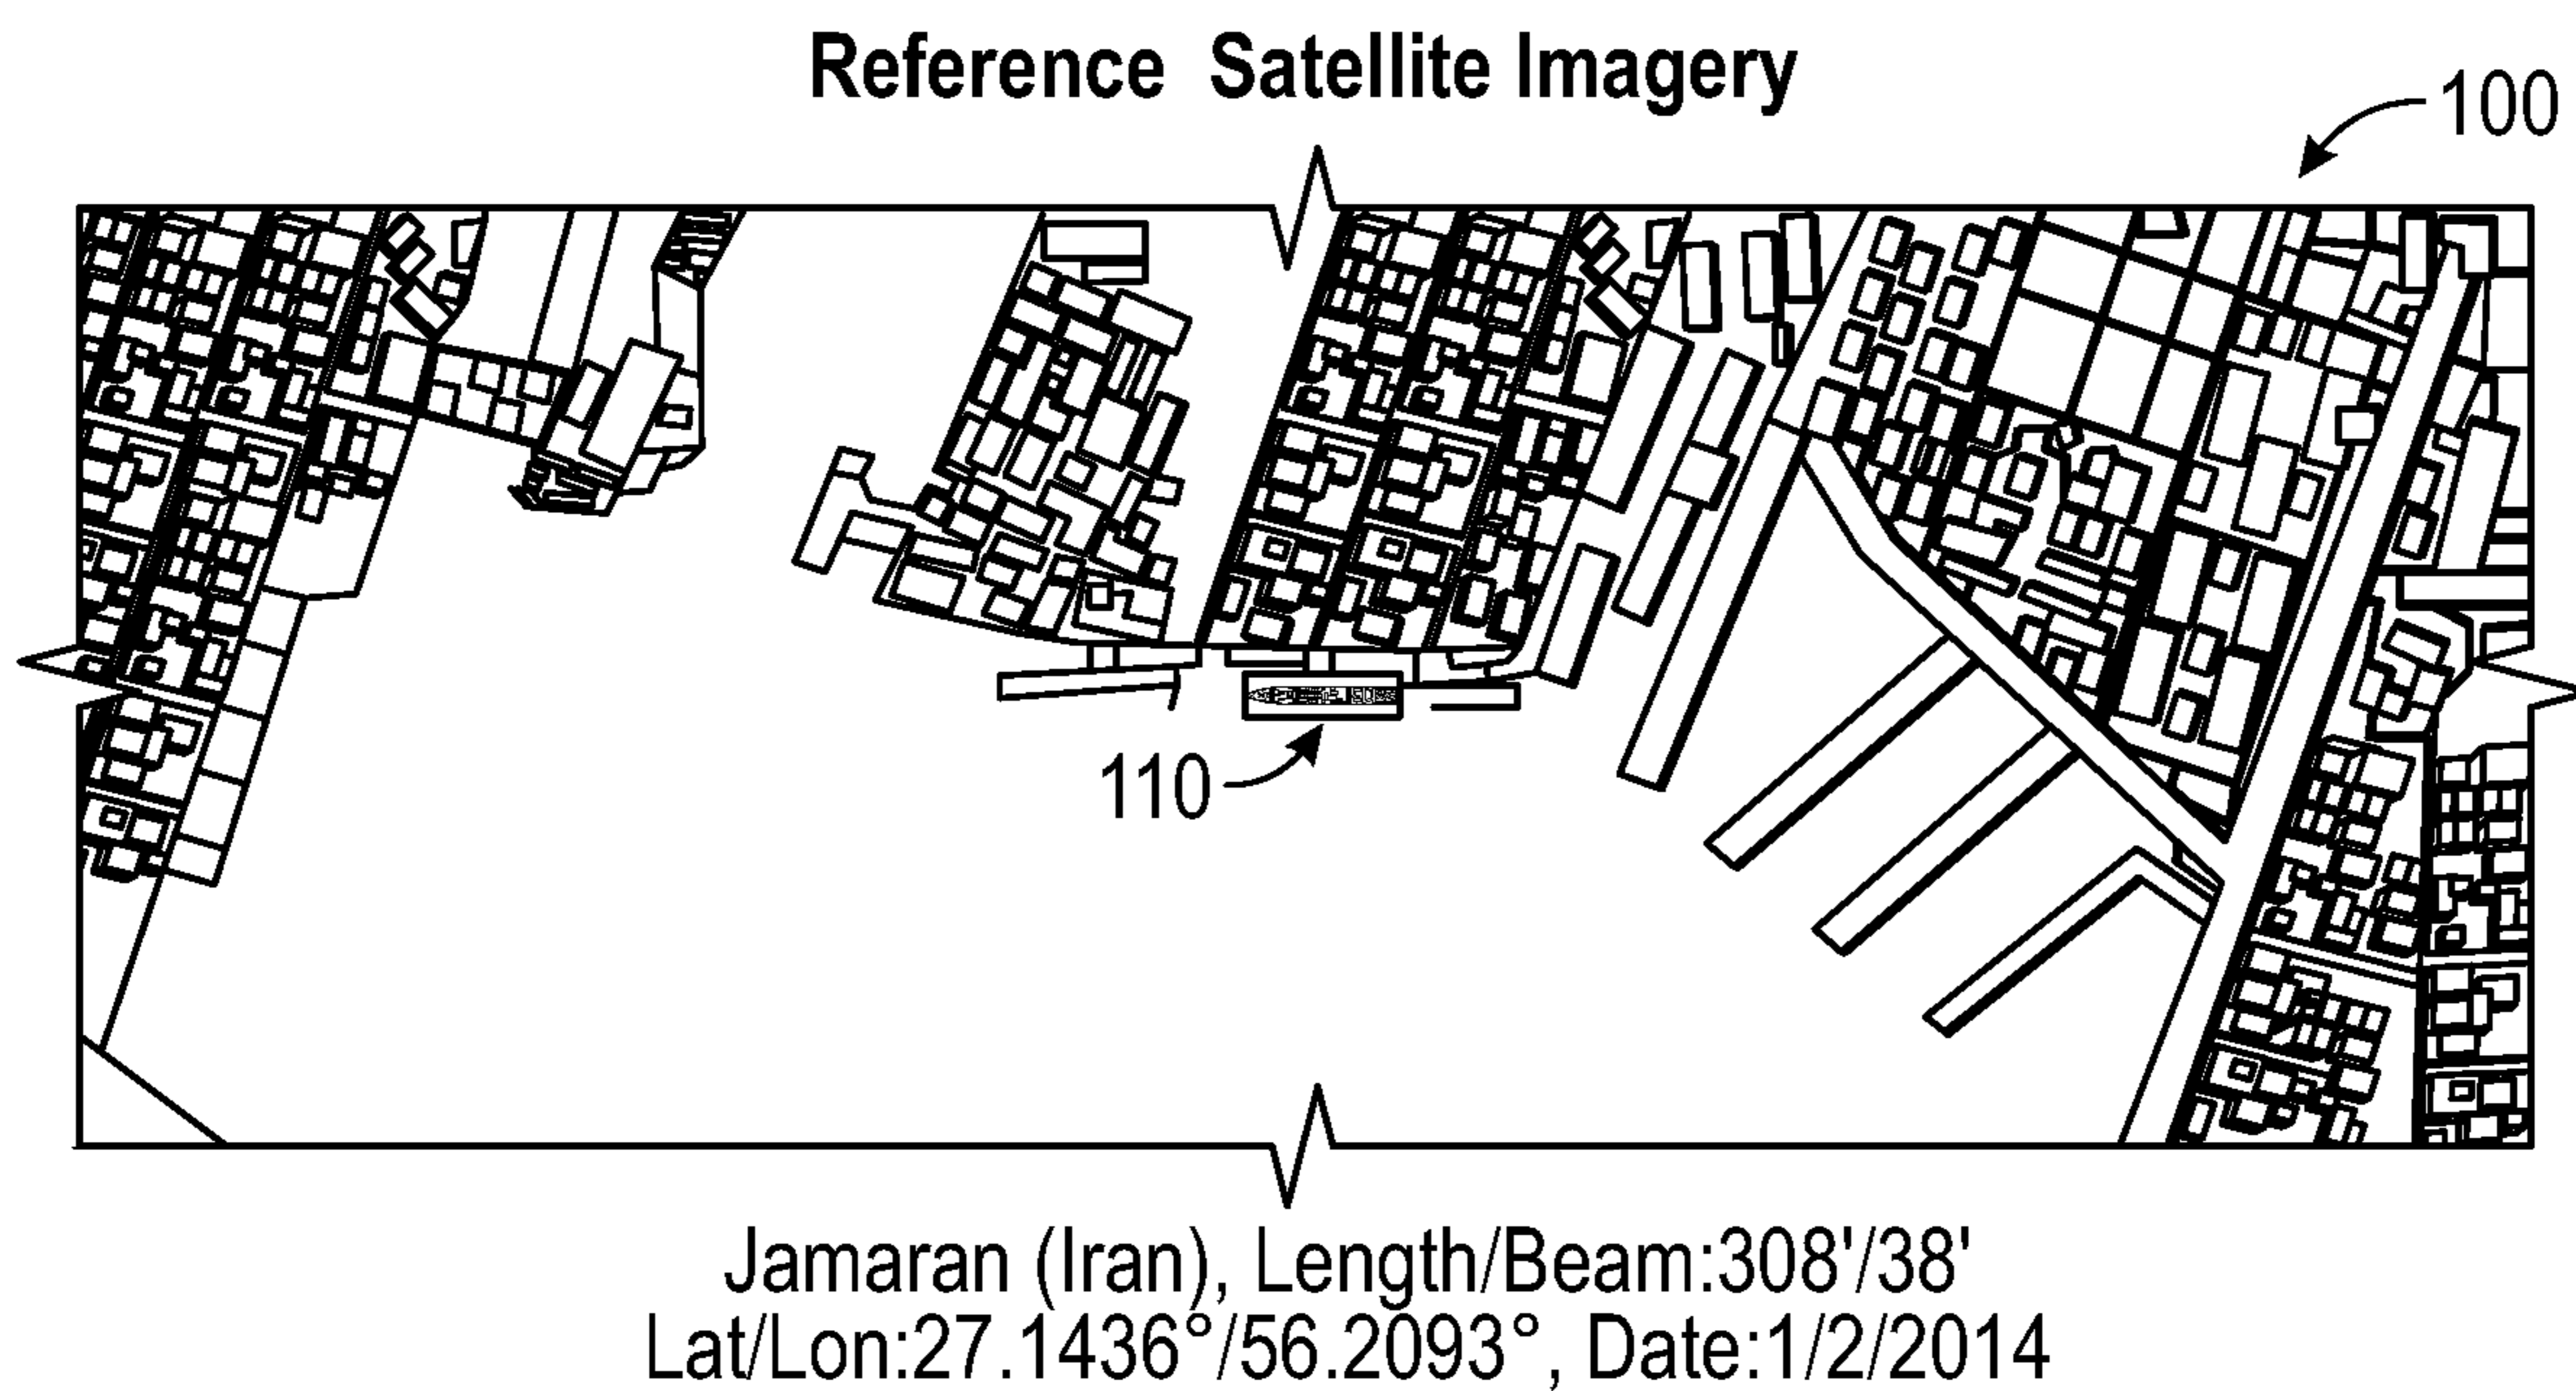 Reference Satellite Imagery
100
110
Jamaran (Iran), Length/Beam:308'/38'
Lat/Lon:27.1436°/56.2093°, Date:1/2/2014